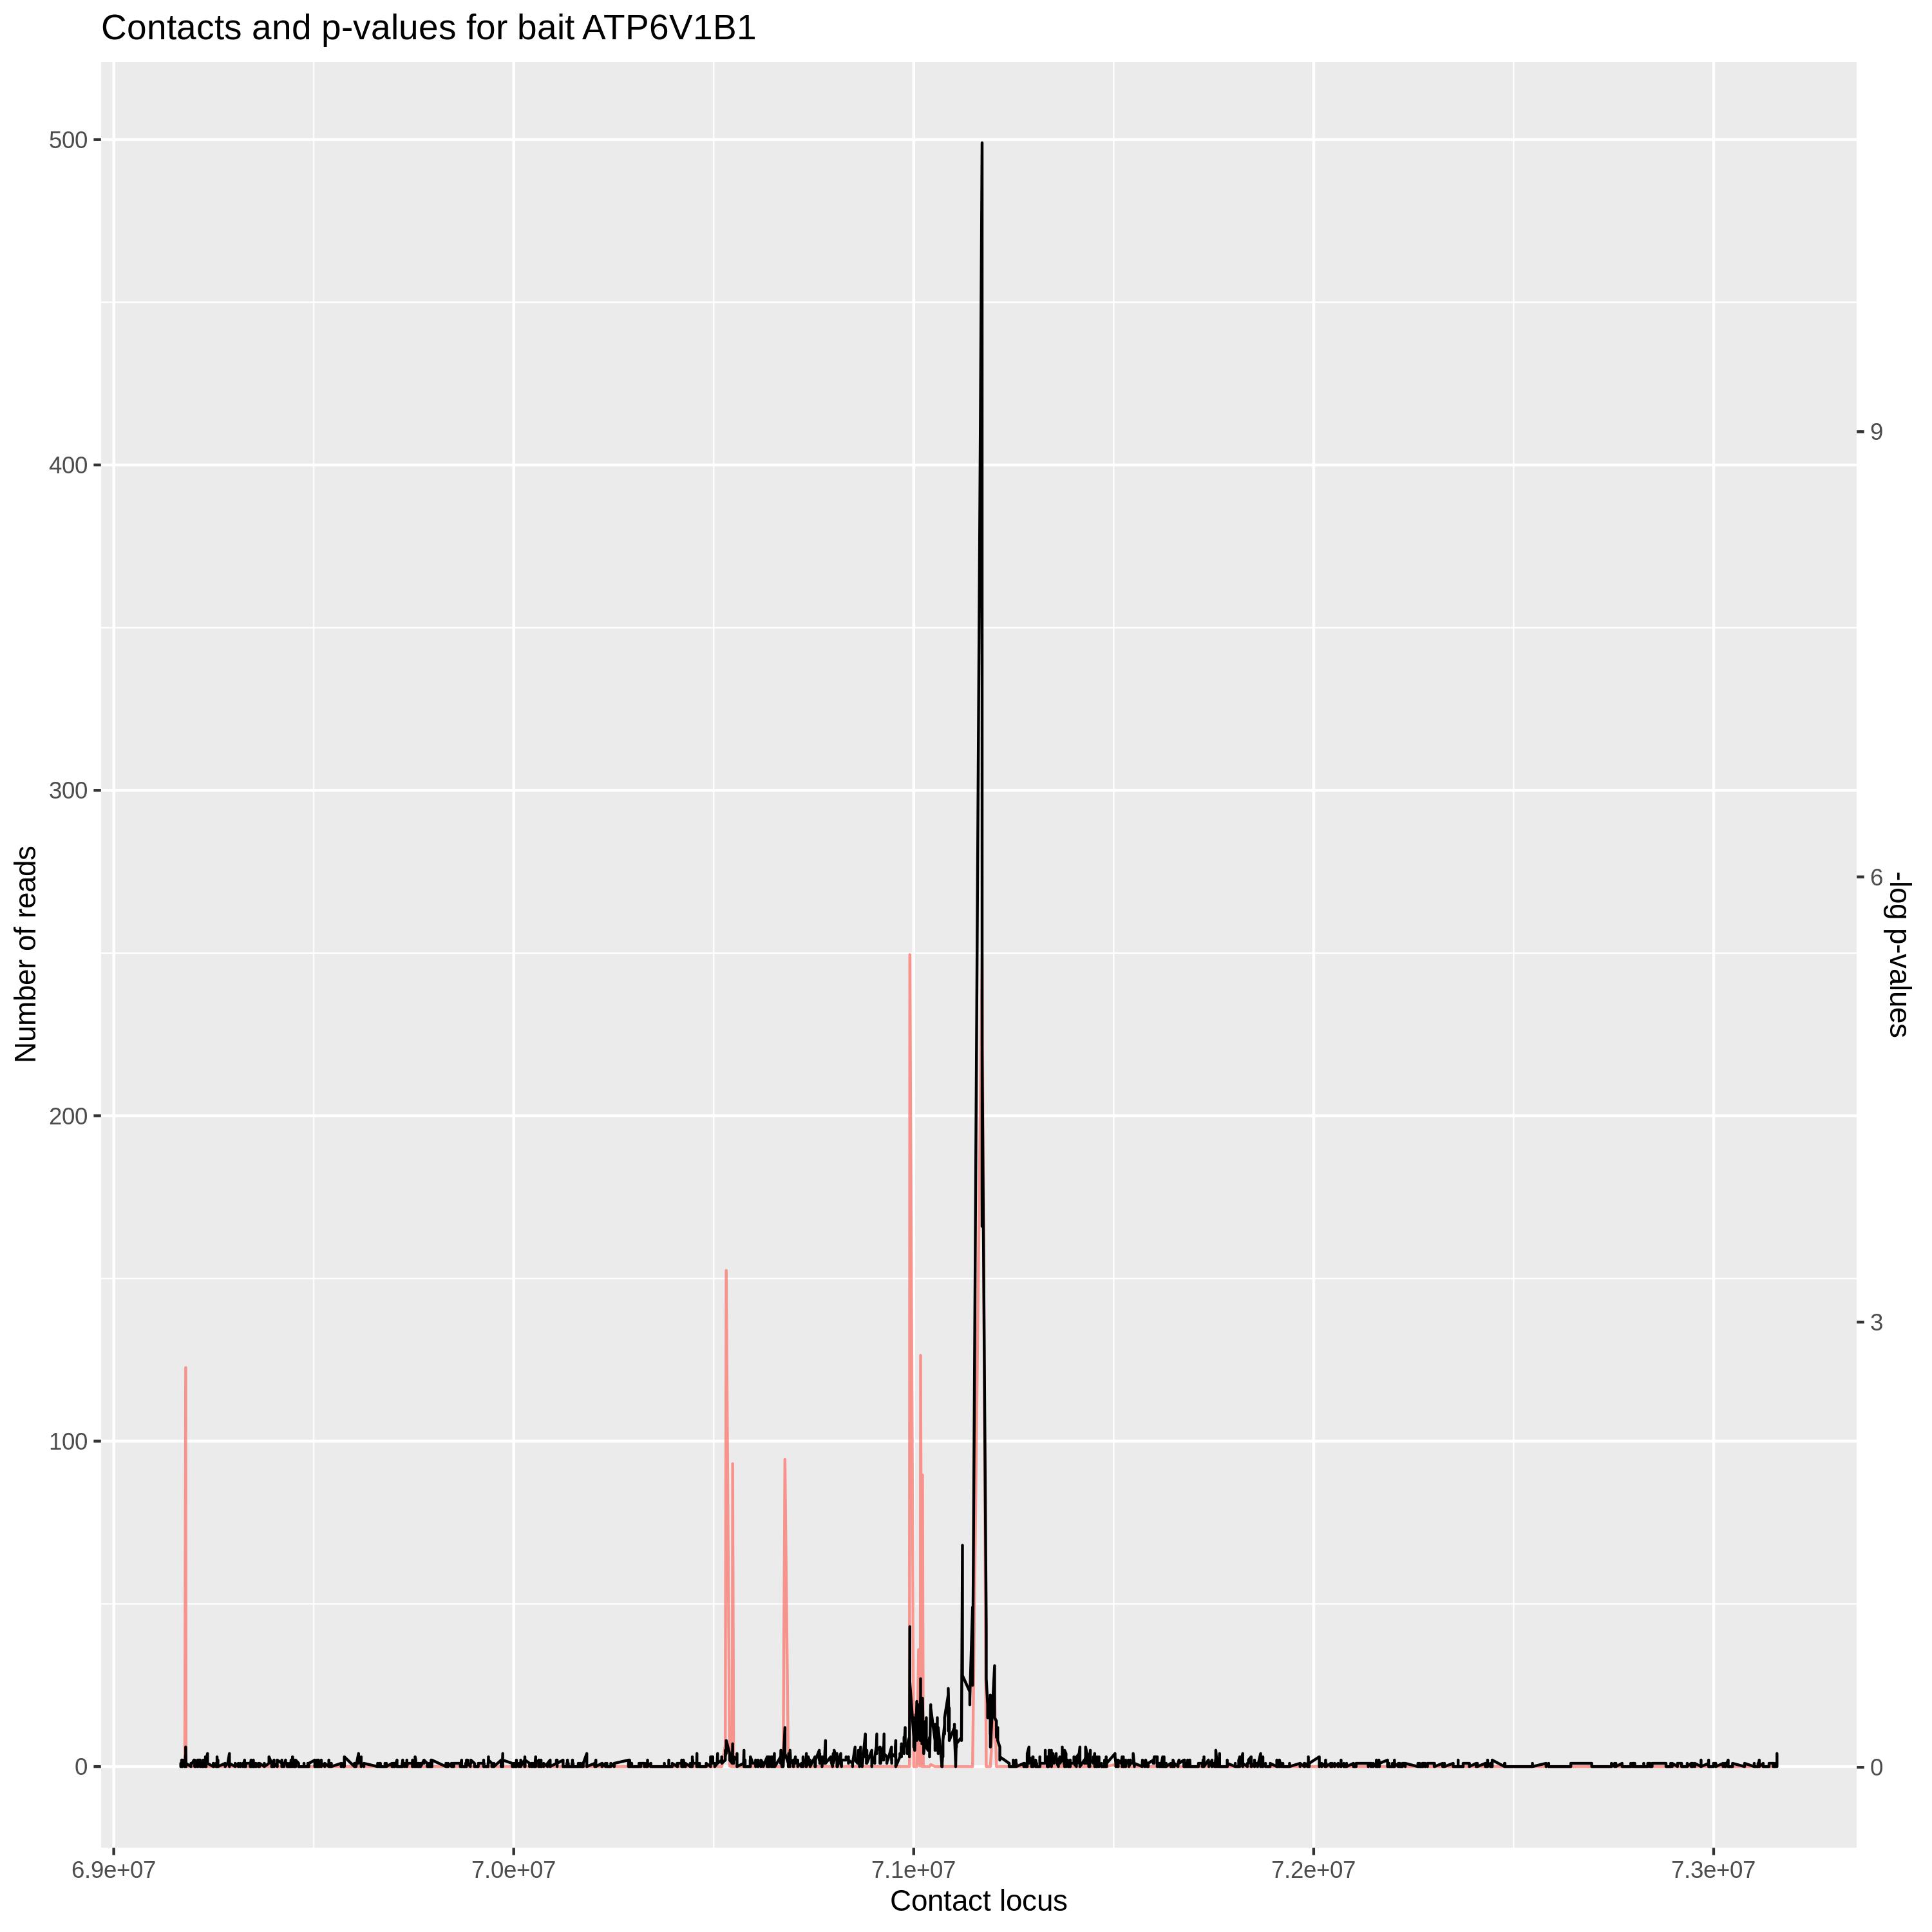 Contacts and p-values for bait ATP6V1B1
500
400
300
200
100
0
Number of reads
9
6
3
0
-log p-values
6.9e+07
7.0e+07
7.1e+07
7.2e+07
7.3e+07
Contact locus